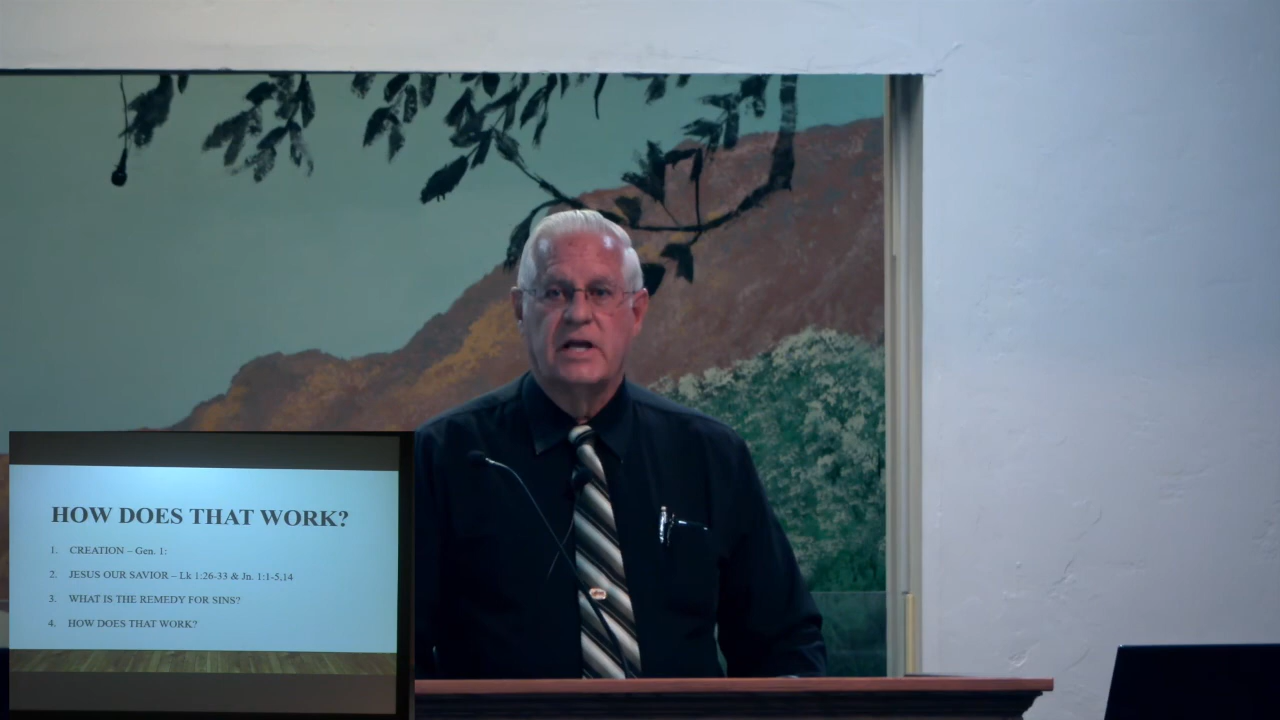 HOW DOES THAT WORK?
1. CREATION – Gen. 1:
2. JESUS OUR SAVIOR – Lk 1:26-33 & Jn. 1:1-5,14
3. WHAT IS THE REMEDY FOR SINS?
4. HOW DOES THAT WORK?